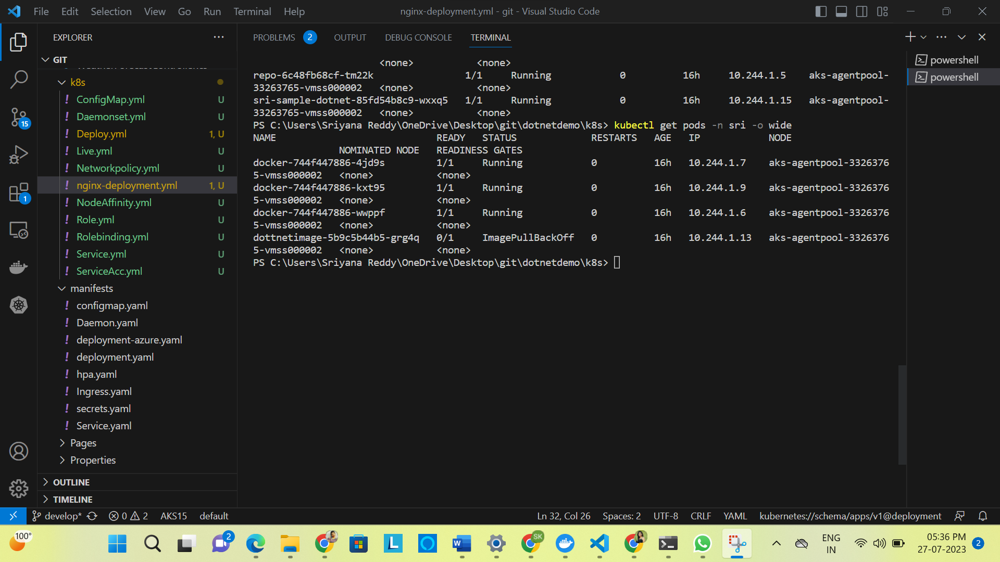 File Edit Selection View Go Run Terminal Help
nginx-deployment.yml - git - Visual Studio Code
EXPLORER
GIT
k8s
ConfigMap.yml U
Daemonset.yml U
Deploy.yml 1, U
Live.yml U
Networkpolicy.yml U
nginx-deployment.yml 1, U
NodeAffinity.yml U
Role.yml U
Rolebinding.yml U
Service.yml U
ServiceAcc.yml U
manifests
configmap.yaml
Daemon.yaml
deployment-azure.yaml
deployment.yaml
hpa.yaml
Ingress.yaml
secrets.yaml
Service.yaml
Pages
Properties
OUTLINE
TIMELINE
15
1
PROBLEMS 2 OUTPUT DEBUG CONSOLE TERMINAL
<none> <none>
repo-6c48fb68cf-tm22k 1/1 Running 0 16h 10.244.1.5 aks-agentpool-
33263765-vmss000002 <none> <none>
sri-sample-dotnet-85fd54b8c9-wxxq5 1/1 Running 0 16h 10.244.1.15 aks-agentpool-
33263765-vmss000002 <none> <none>
PS C:\Users\Sriyana Reddy\OneDrive\Desktop\git\dotnetdemo\k8s> kubectl get pods -n sri -o wide
NAME READY STATUS RESTARTS AGE IP NODE
NOMINATED NODE READINESS GATES
docker-744f447886-4jd9s 1/1 Running 0 16h 10.244.1.7 aks-agentpool-3326376
5-vmss000002 <none> <none>
docker-744f447886-kxt95 1/1 Running 0 16h 10.244.1.9 aks-agentpool-3326376
5-vmss000002 <none> <none>
docker-744f447886-wwppf 1/1 Running 0 16h 10.244.1.6 aks-agentpool-3326376
5-vmss000002 <none> <none>
dottnetimage-5b9c5b44b5-grg4q 0/1 ImagePullBackOff 0 16h 10.244.1.13 aks-agentpool-3326376
5-vmss000002 <none> <none>
PS C:\Users\Sriyana Reddy\OneDrive\Desktop\git\dotnetdemo\k8s>
powershell
powershell
develop* 0 2 AKS15 default
Ln 32, Col 26 Spaces: 2 UTF-8 CRLF YAML kubernetes://schema/apps/v1@deployment
100°
2
L
W
SK
ENG
IN
05:36 PM
27-07-2023
2